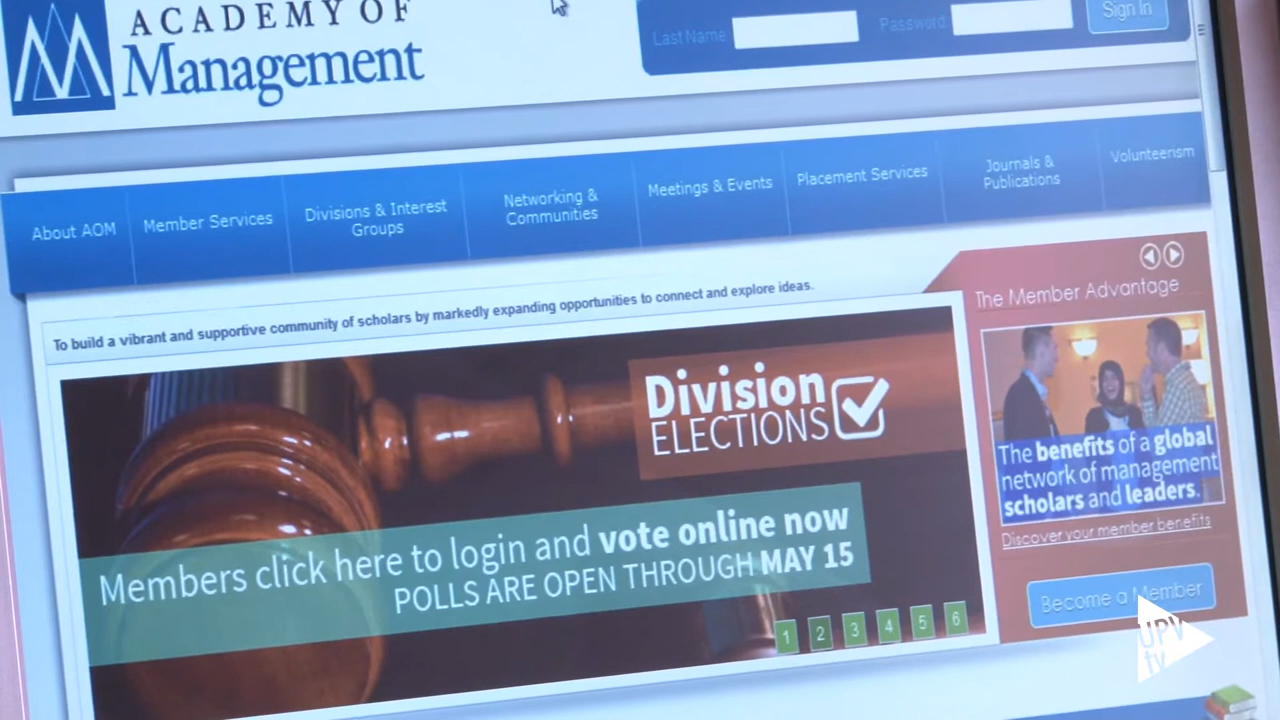 ACADEMY OF
Management
Last Name
Password
Sign In
About AOM
Member Services
Divisions & Interest
Groups
Networking &
Communities
Meetings & Events
Placement Services
Journals &
Publications
Volunteerism
To build a vibrant and supportive community of scholars by markedly expanding opportunities to connect and explore ideas.
Division
ELECTIONS
Members click here to login and vote online now
POLLS ARE OPEN THROUGH MAY 15
1 2 3 4 5 6
The Member Advantage
The benefits of a global
network of management
scholars and leaders.
Discover your member benefits
Become a Member
UPV
tv